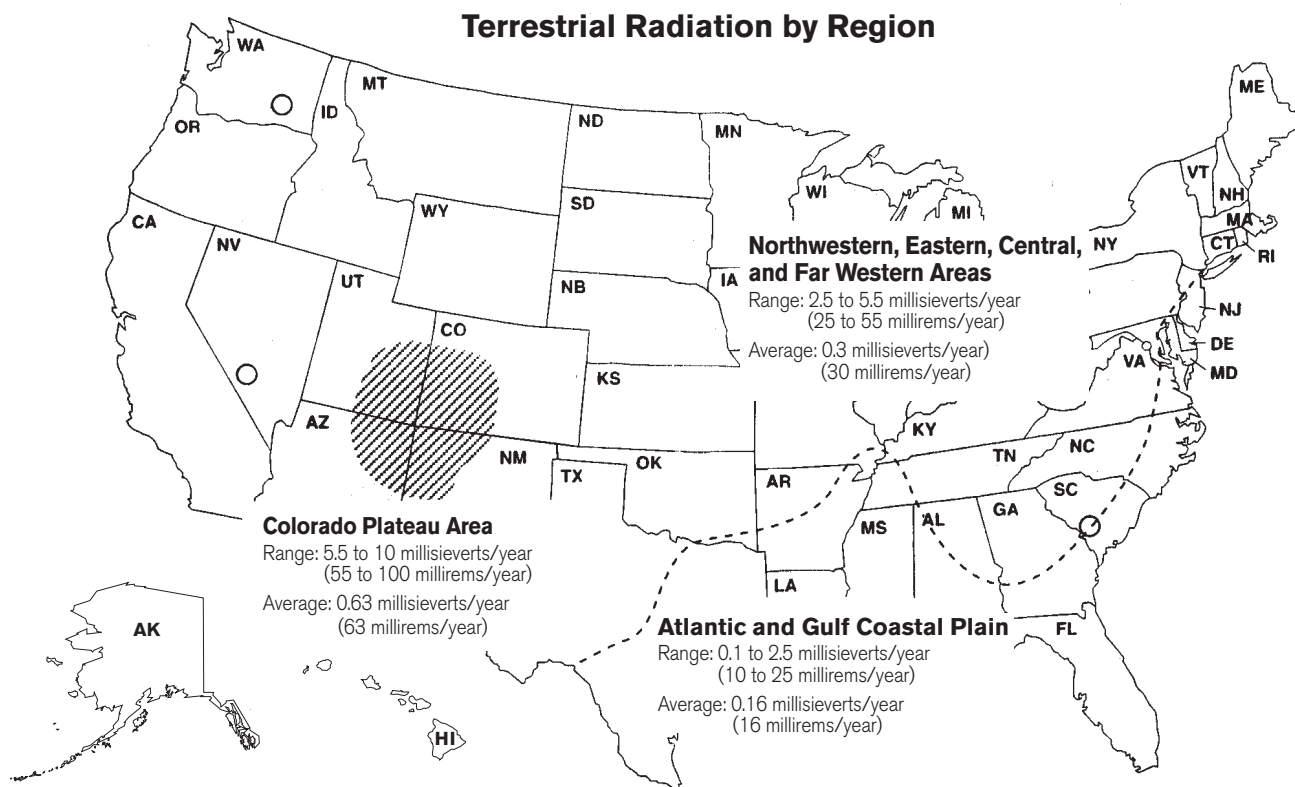 Terrestrial Radiation by Region
WA
MT
ME
ID
ND
OR
MN
VT
WI
NH
SD
WY
MI
MA
CA
NY
CT
NV
RI
Northwestern, Eastern, Central,
and Far Western Areas
Range: 2.5 to 5.5 millisieverts/year
(25 to 55 millirems/year)
Average: 0.3 millisieverts/year)
(30 millirems/year)
UT
IA
NB
NJ
CO
DE
VA
MD
KS
AZ
KY
NC
TN
NM
OK
TX
AR
SC
GA
AL
MS
Colorado Plateau Area
Range: 5.5 to 10 millisieverts/year
(55 to 100 millirems/year)
Average: 0.63 millisieverts/year
(63 millirems/year)
LA
AK
Atlantic and Gulf Coastal Plain
Range: 0.1 to 2.5 millisieverts/year
(10 to 25 millirems/year)
Average: 0.16 millisieverts/year
(16 millirems/year)
FL
HI